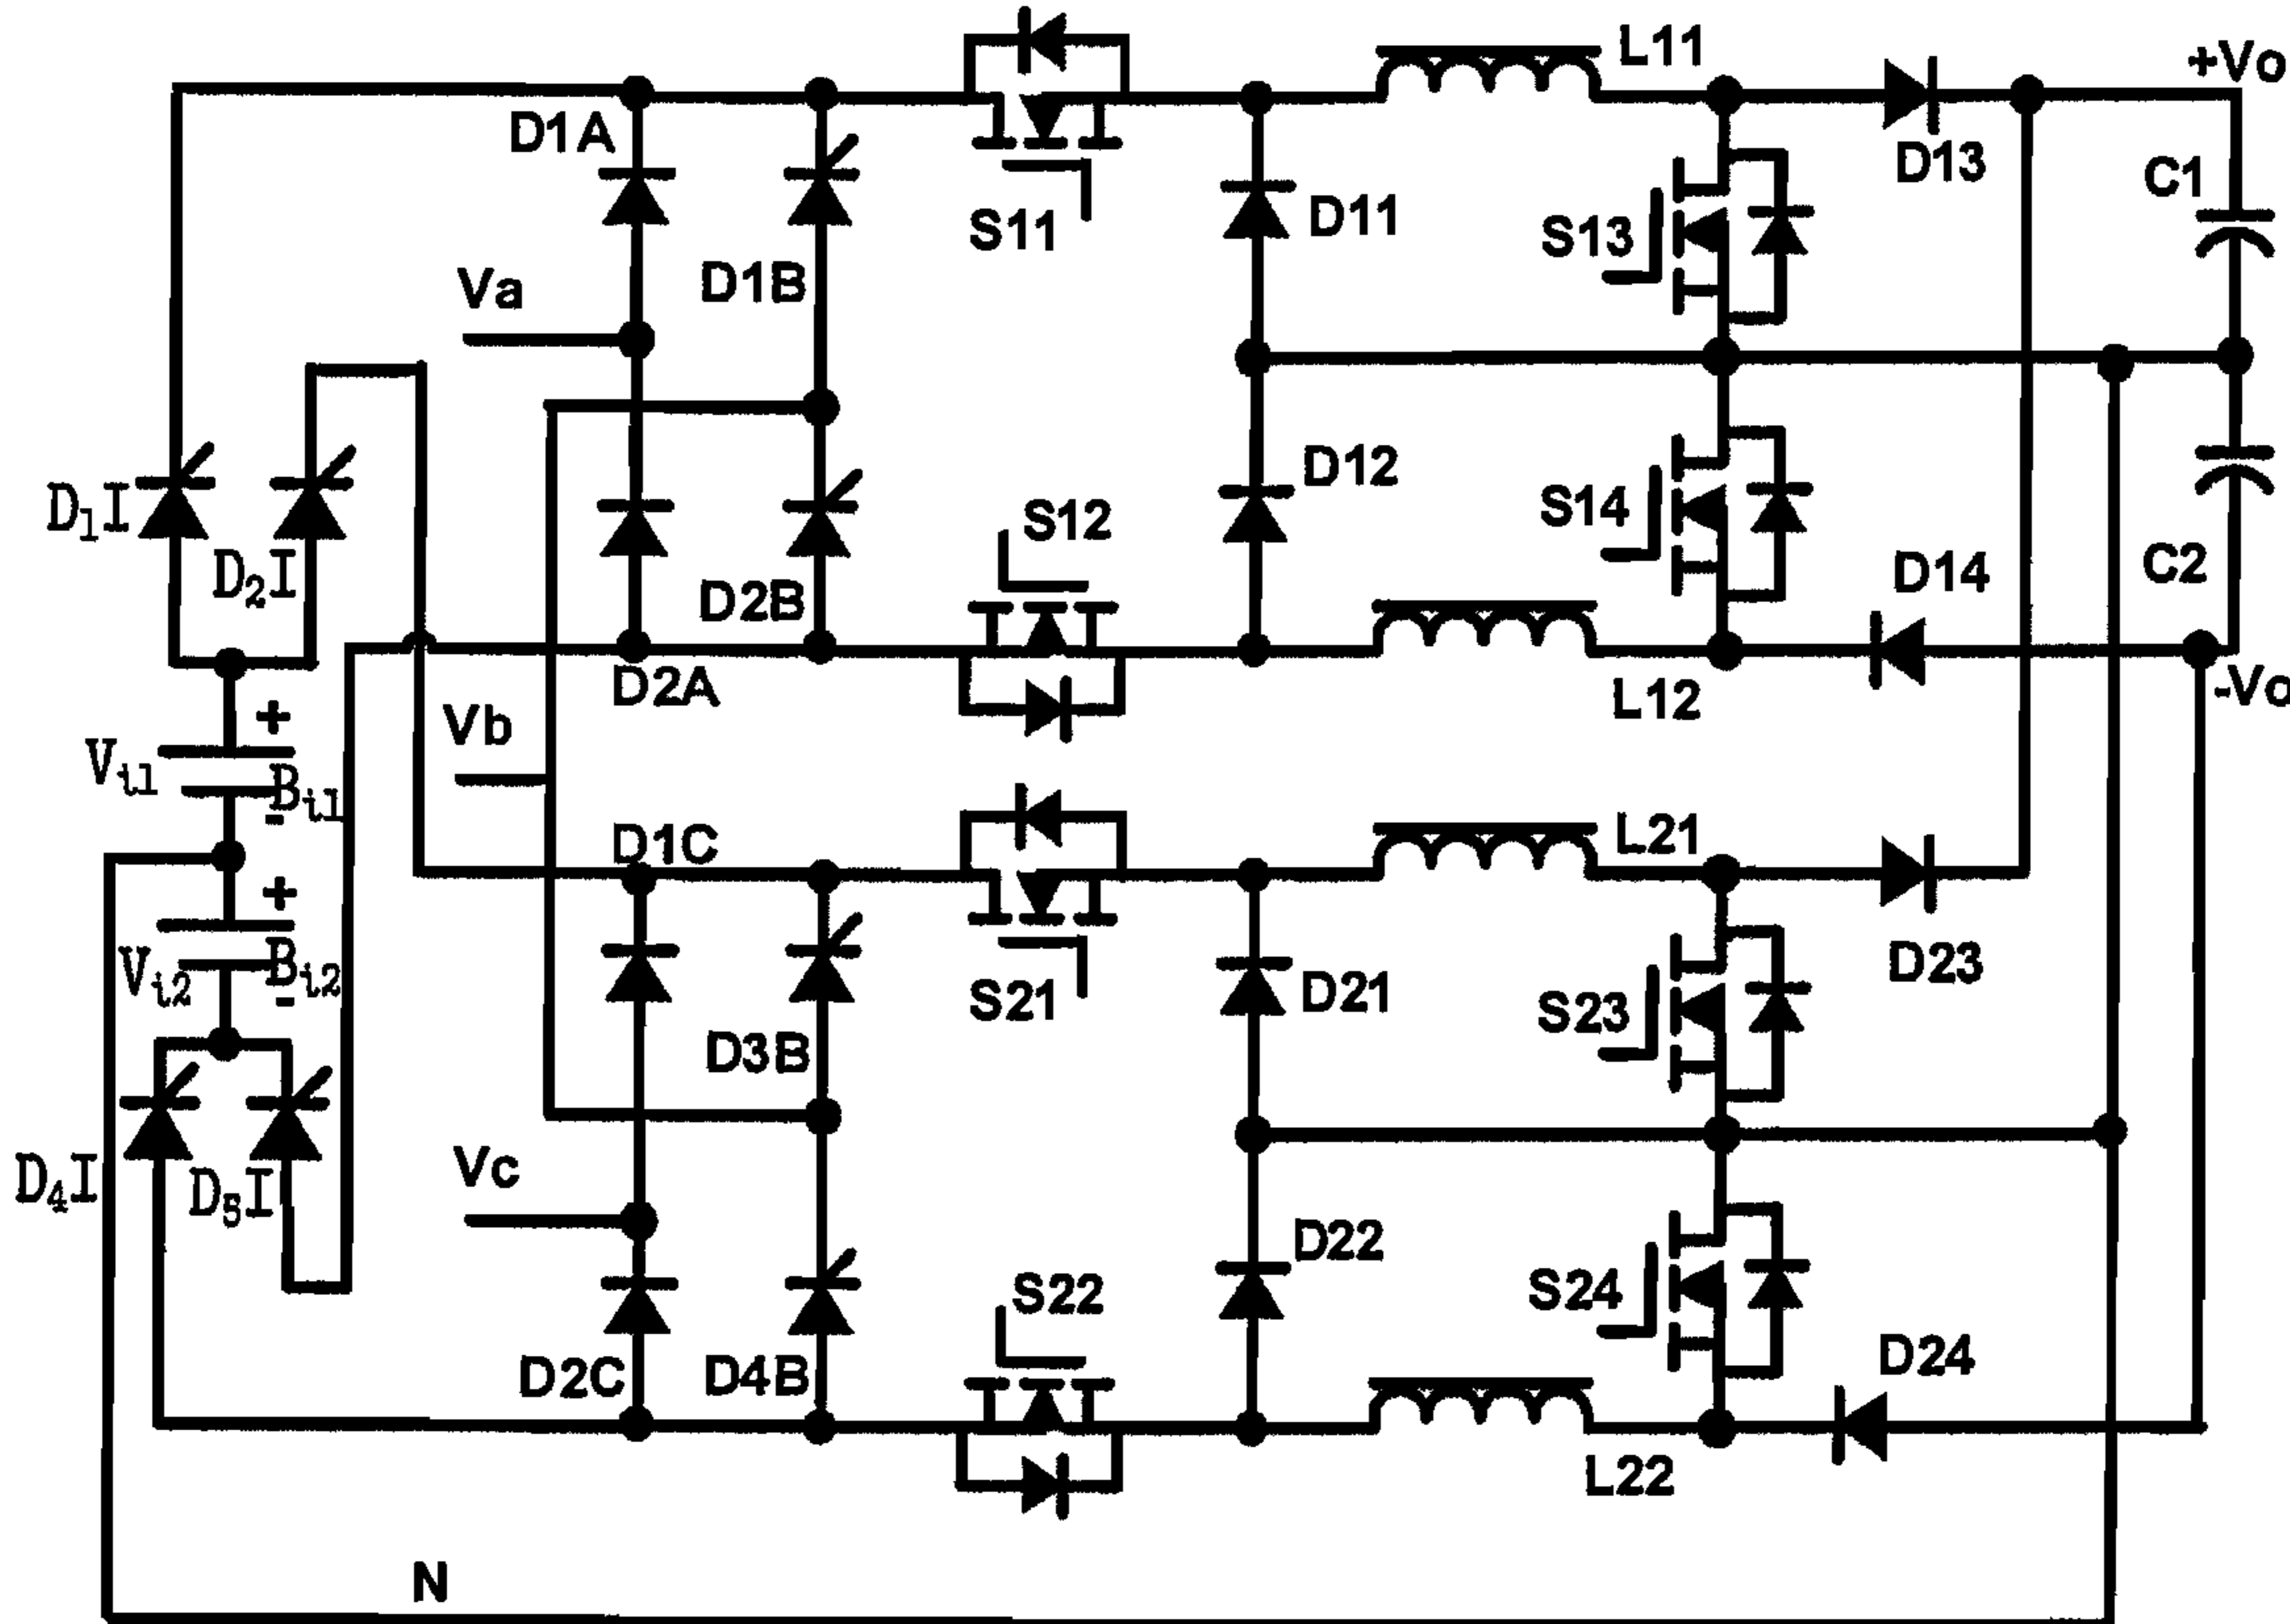 L11
+Vo
D1A
D13
C1
S11
D11
S13
Va
D1B
D12
D₁I
S12
S14
D14
D₂I
D2B
C2
D2A
L12
-Vo
Vb
+
Vi1
Bi1
-
D1C
L21
+
Vi2
Bi2
-
S21
D21
D23
S23
D3B
D₄I
D₅I
Vc
D22
S22
S24
D2C
D4B
D24
L22
N